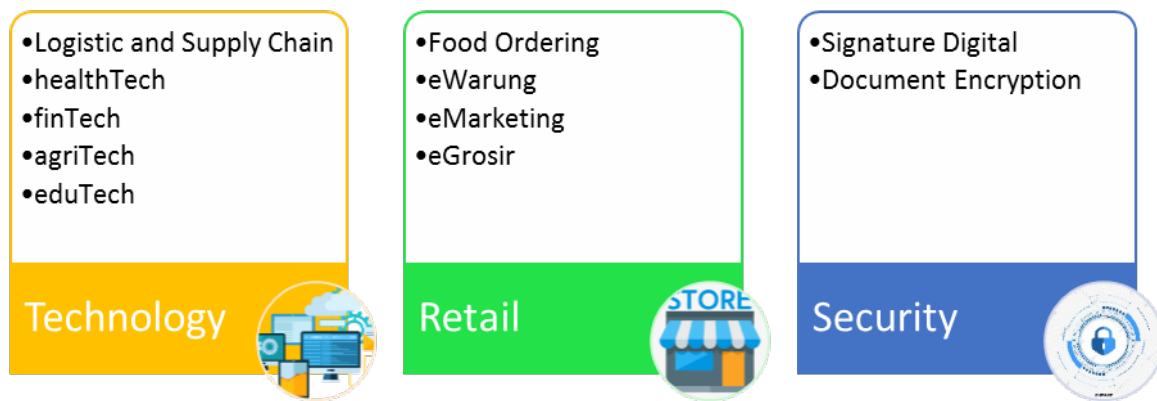 •Logistic and Supply Chain
•healthTech
•finTech
•agriTech
•eduTech
Technology
•Food Ordering
•eWarung
•eMarketing
•eGrosir
Retail
STORE
•Signature Digital
•Document Encryption
Security